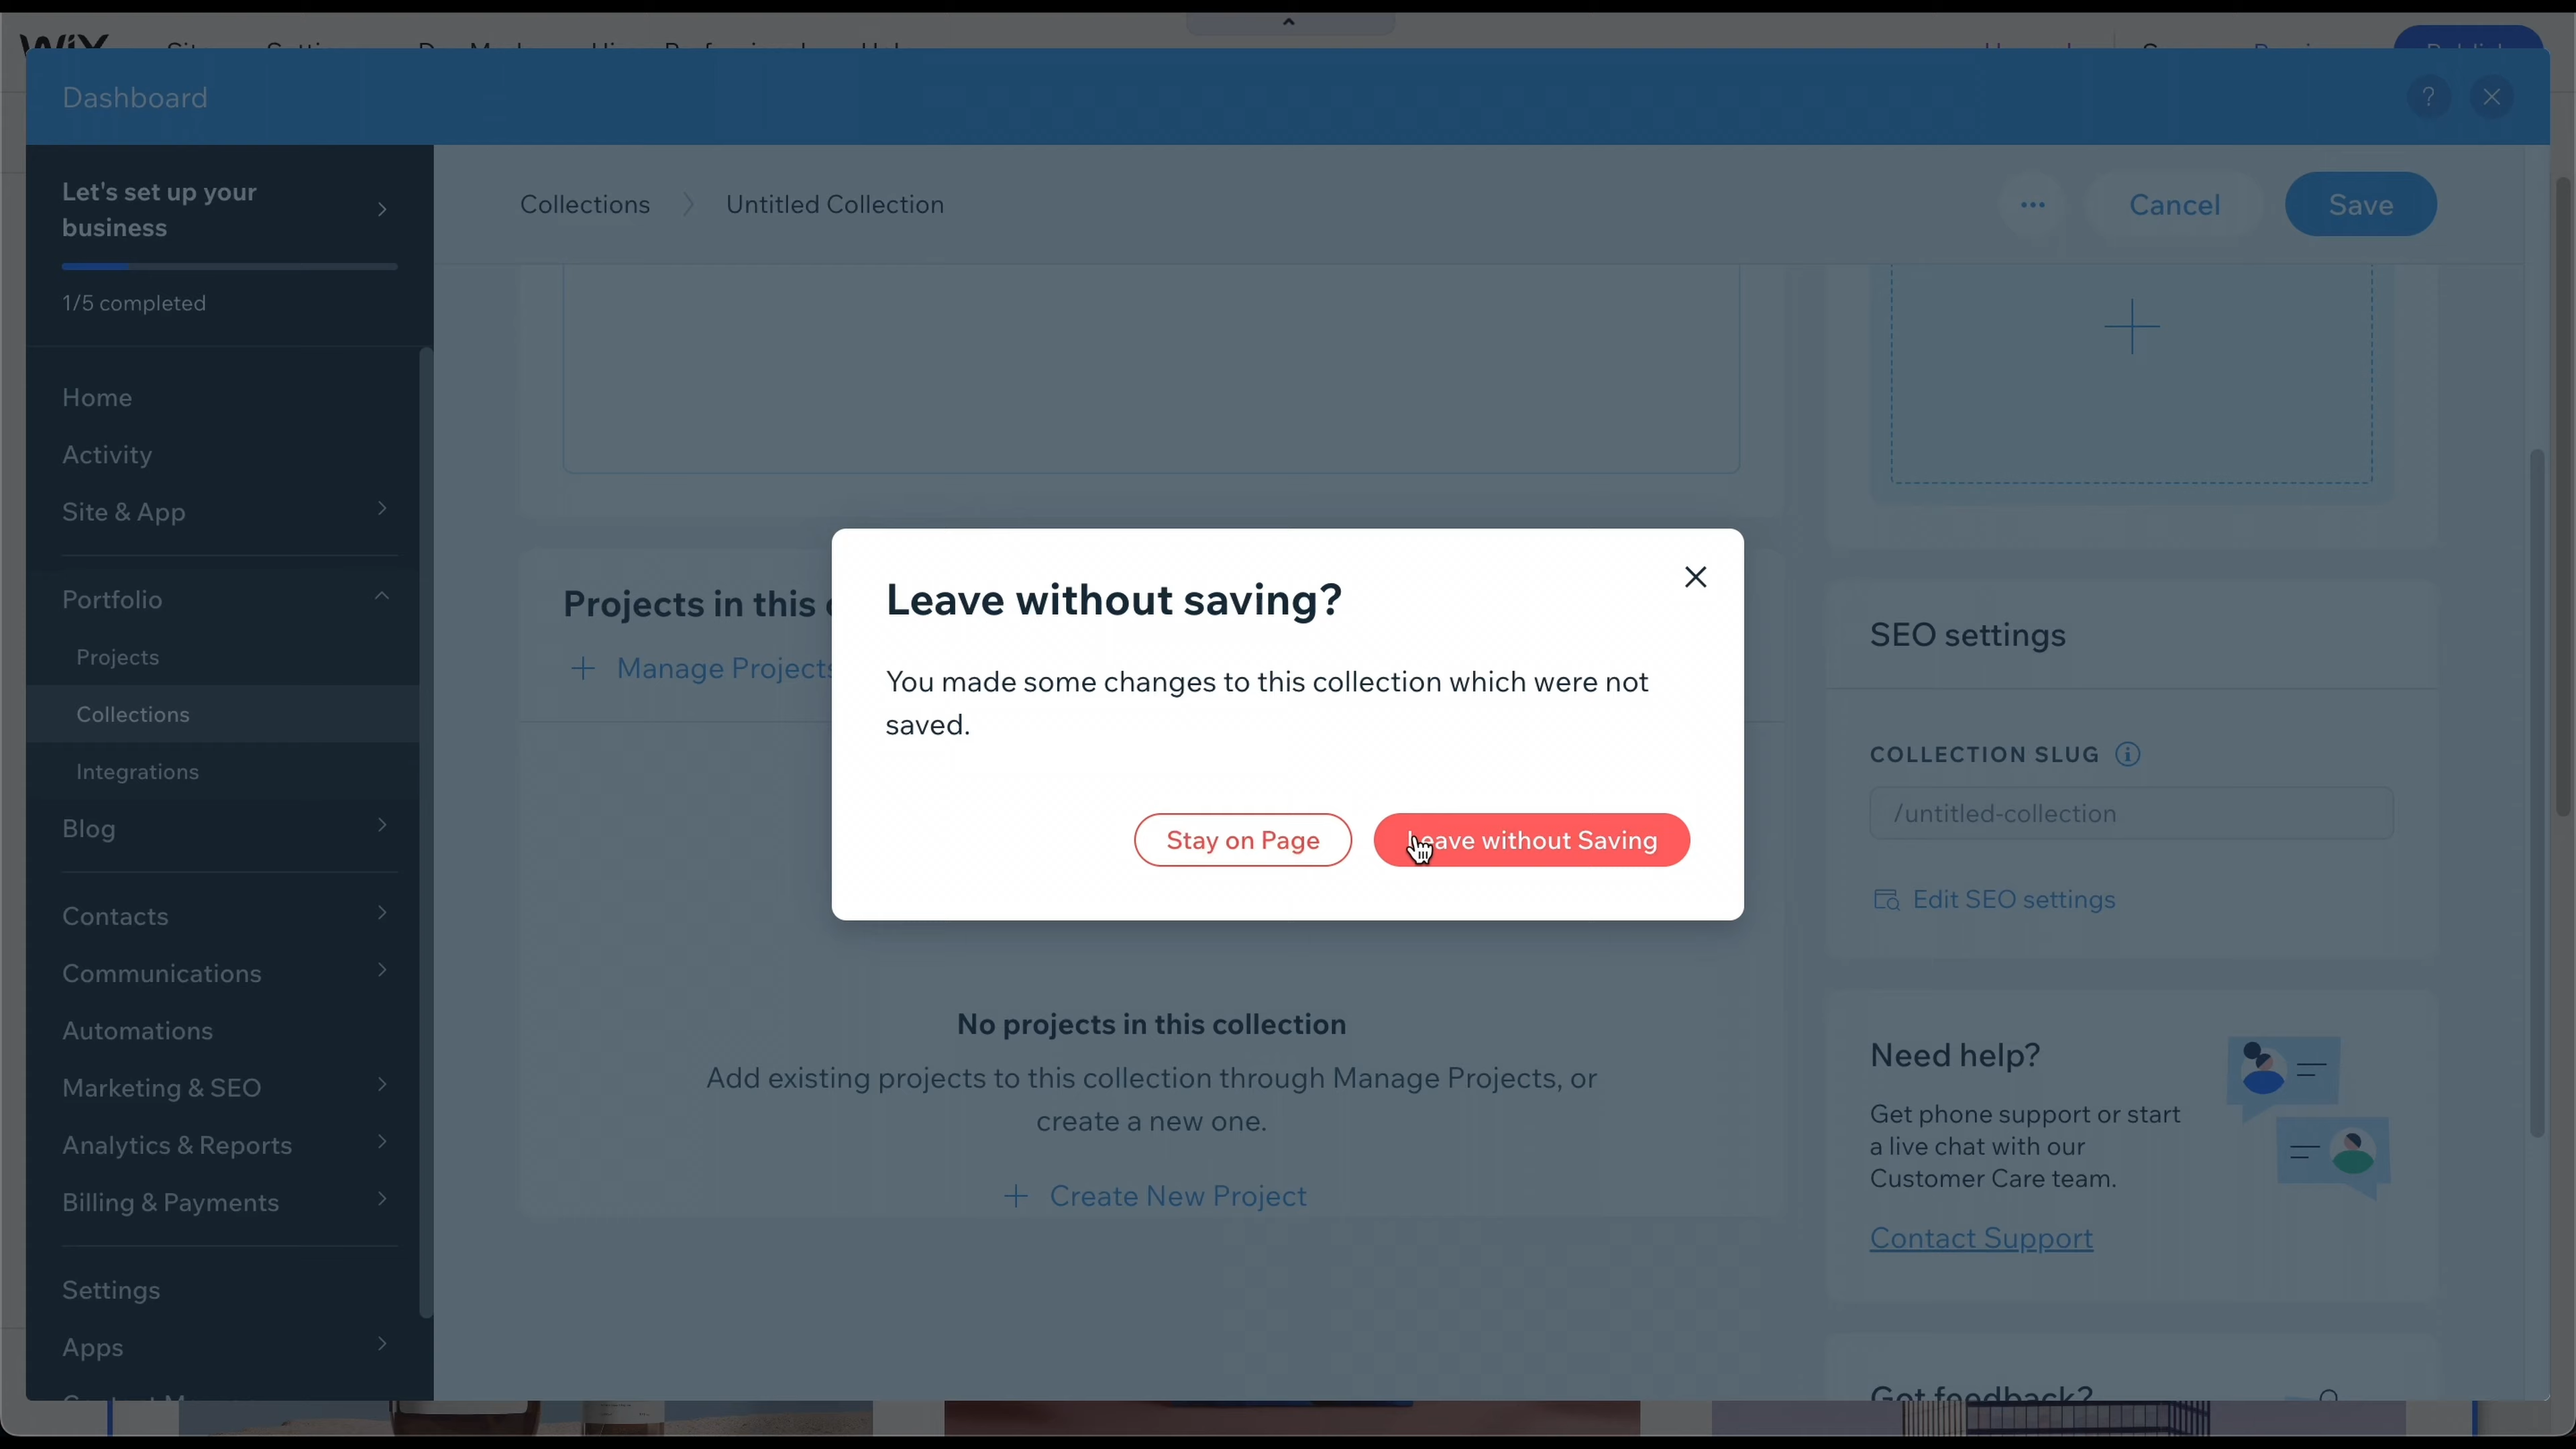 WiX
Dashboard
?
Let's set up your
business
1/5 completed
Home
Activity
Site & App
Portfolio
Projects
Collections
Integrations
Blog
Contacts
Communications
Automations
Marketing & SEO
Analytics & Reports
Billing & Payments
Settings
Apps
Collections
Untitled Collection
Cancel
Save
Projects in this
Manage Projects
Leave without saving?
You made some changes to this collection which were not
saved.
Stay on Page
Leave without Saving
No projects in this collection
Add existing projects to this collection through Manage Projects, or
create a new one.
Create New Project
SEO settings
COLLECTION SLUG
/untitled-collection
Edit SEO settings
Need help?
Get phone support or start
a live chat with our
Customer Care team.
Contact Support
Got feedback?